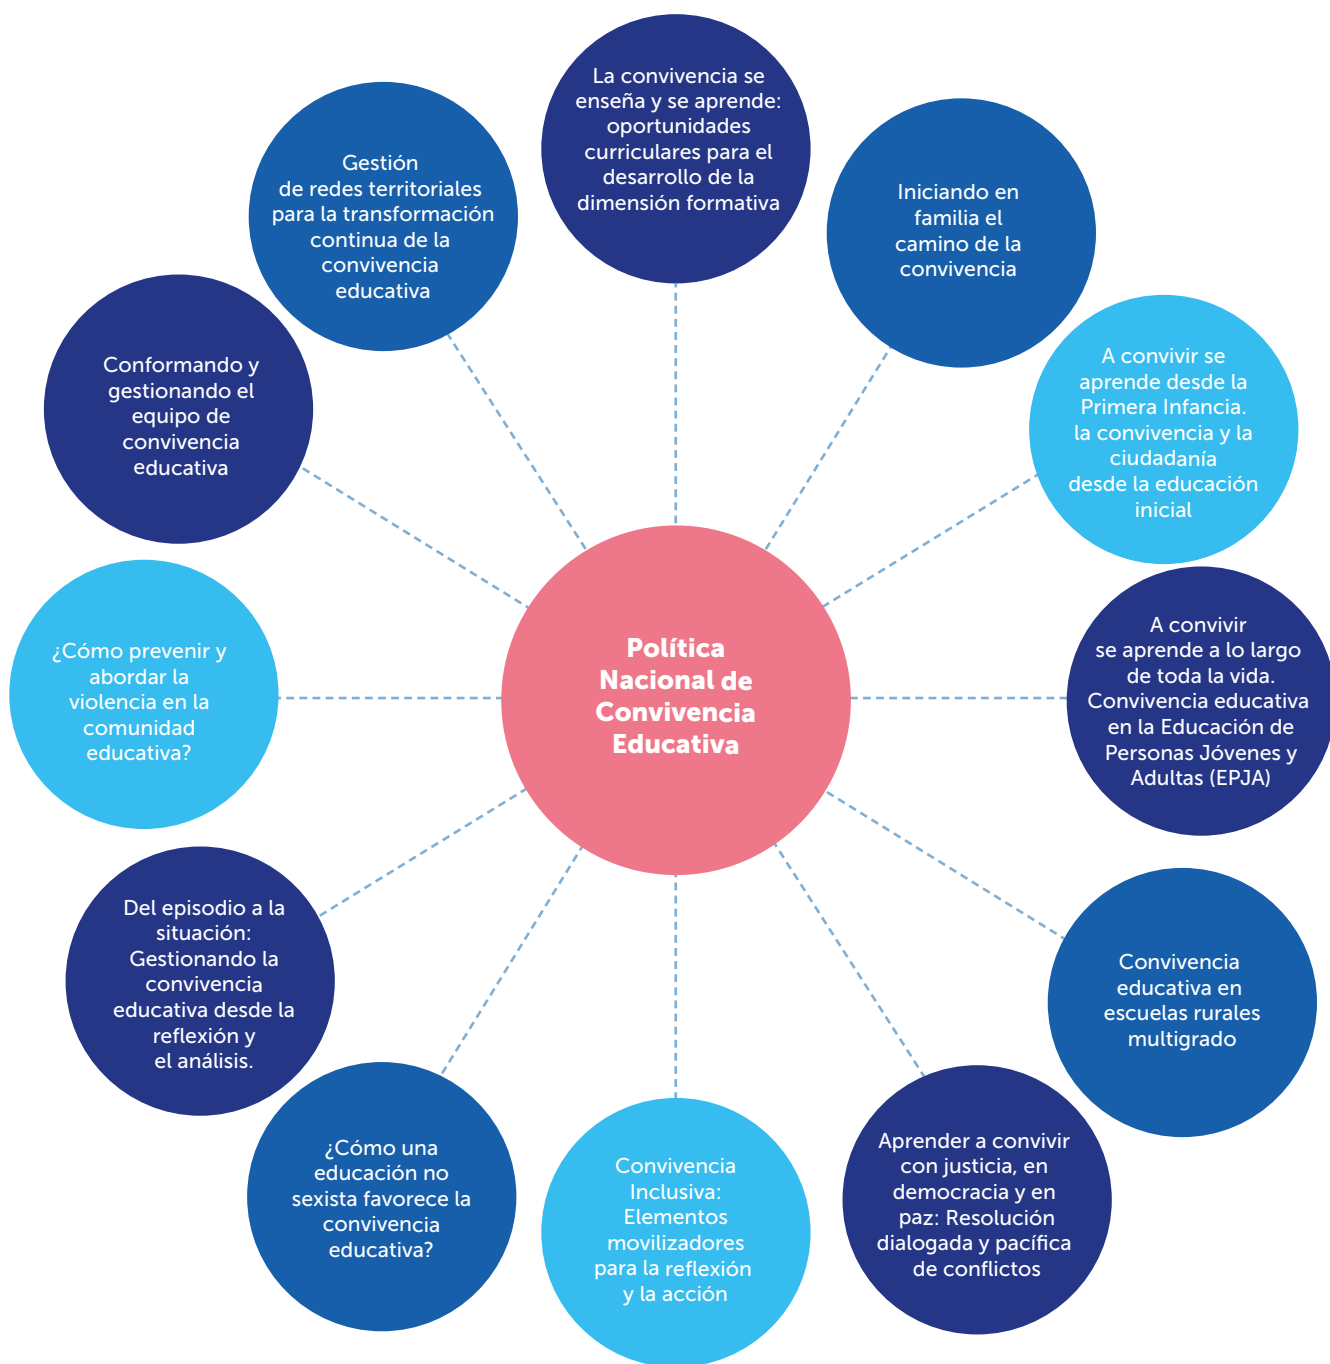 La convivencia se
enseña y se aprende:
oportunidades
curriculares para el
desarrollo de la
dimensión formativa
Iniciando en
familia el
camino de la
convivencia
A convivir se
aprende desde la
Primera Infancia.
la convivencia y la
ciudadanía
desde la educación
inicial
A convivir
se aprende a lo largo
de toda la vida.
Convivencia educativa
en la Educación de
Personas Jóvenes y
Adultas (EPJA)
Convivencia
educativa en
escuelas rurales
multigrado
Aprender a convivir
con justicia, en
democracia y en
paz: Resolución
dialogada y pacífica
de conflictos
Convivencia
Inclusiva:
Elementos
movilizadores
para la reflexión
y la acción
¿Cómo una
educación no
sexista favorece la
convivencia
educativa?
Del episodio a la
situación:
Gestionando la
convivencia
educativa desde la
reflexión y
el análisis.
¿Cómo prevenir y
abordar la
violencia en la
comunidad
educativa?
Conformando y
gestionando el
equipo de
convivencia
educativa
Gestión
de redes territoriales
para la transformación
continua de la
convivencia
educativa
Política
Nacional de
Convivencia
Educativa